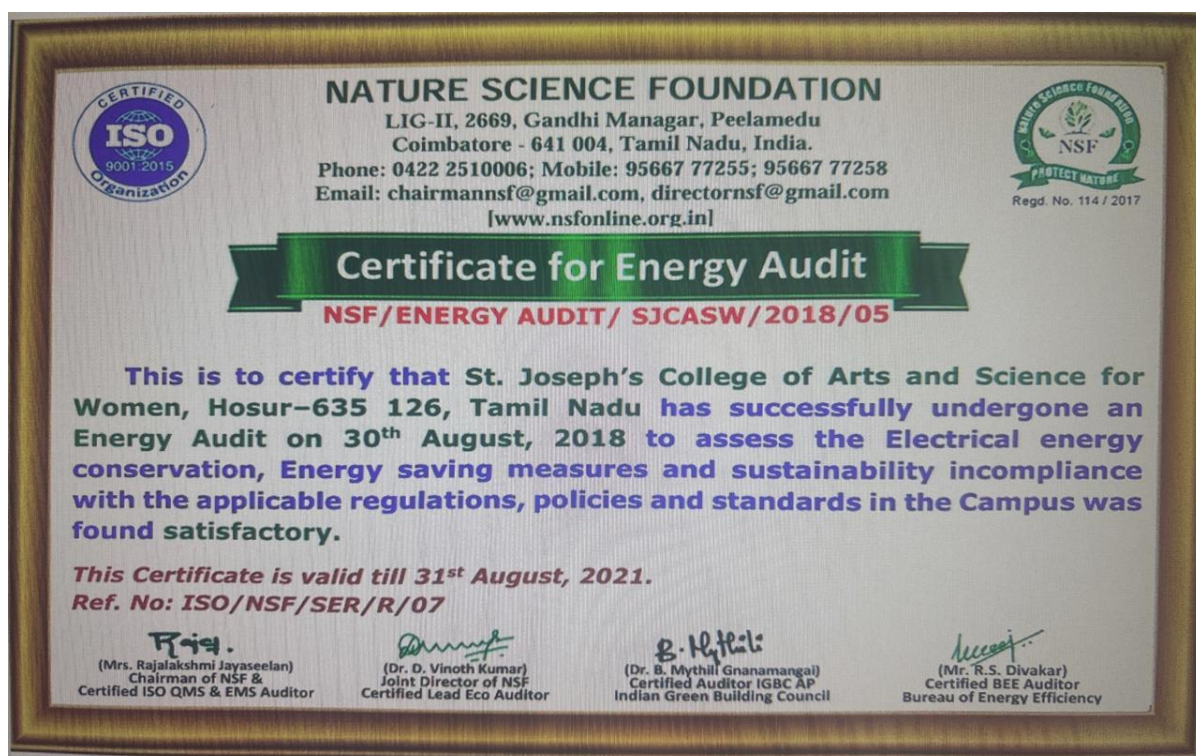 CERTIFIED
ISO
9001:2015
Organization
NATURE SCIENCE FOUNDATION
LIG-II, 2669, Gandhi Managar, Peelamedu
Coimbatore - 641 004, Tamil Nadu, India.
Phone: 0422 2510006; Mobile: 95667 77255; 95667 77258
Email: chairmannsf@gmail.com, directornsf@gmail.com
[www.nsfonline.org.in]
Nature Science Foundation
NSF
PROTECT NATURE
Regd. No. 114 / 2017
Certificate for Energy Audit
NSF/ENERGY AUDIT/ SJCASW/2018/05
This is to certify that St. Joseph's College of Arts and Science for
Women, Hosur–635 126, Tamil Nadu has successfully undergone an
Energy Audit on 30th August, 2018 to assess the Electrical energy
conservation, Energy saving measures and sustainability incompliance
with the applicable regulations, policies and standards in the Campus was
found satisfactory.
This Certificate is valid till 31st August, 2021.
Ref. No: ISO/NSF/SER/R/07
B. Mythili
(Mrs. Rajalakshmi Jayaseelan)
Chairman of NSF &
Certified ISO QMS & EMS Auditor
(Dr. D. Vinoth Kumar)
Joint Director of NSF
Certified Lead Eco Auditor
(Dr. B. Mythili Gnanamangai)
Certified Auditor IGBC AP
Indian Green Building Council
(Mr. R.S. Divakar)
Certified BEE Auditor
Bureau of Energy Efficiency